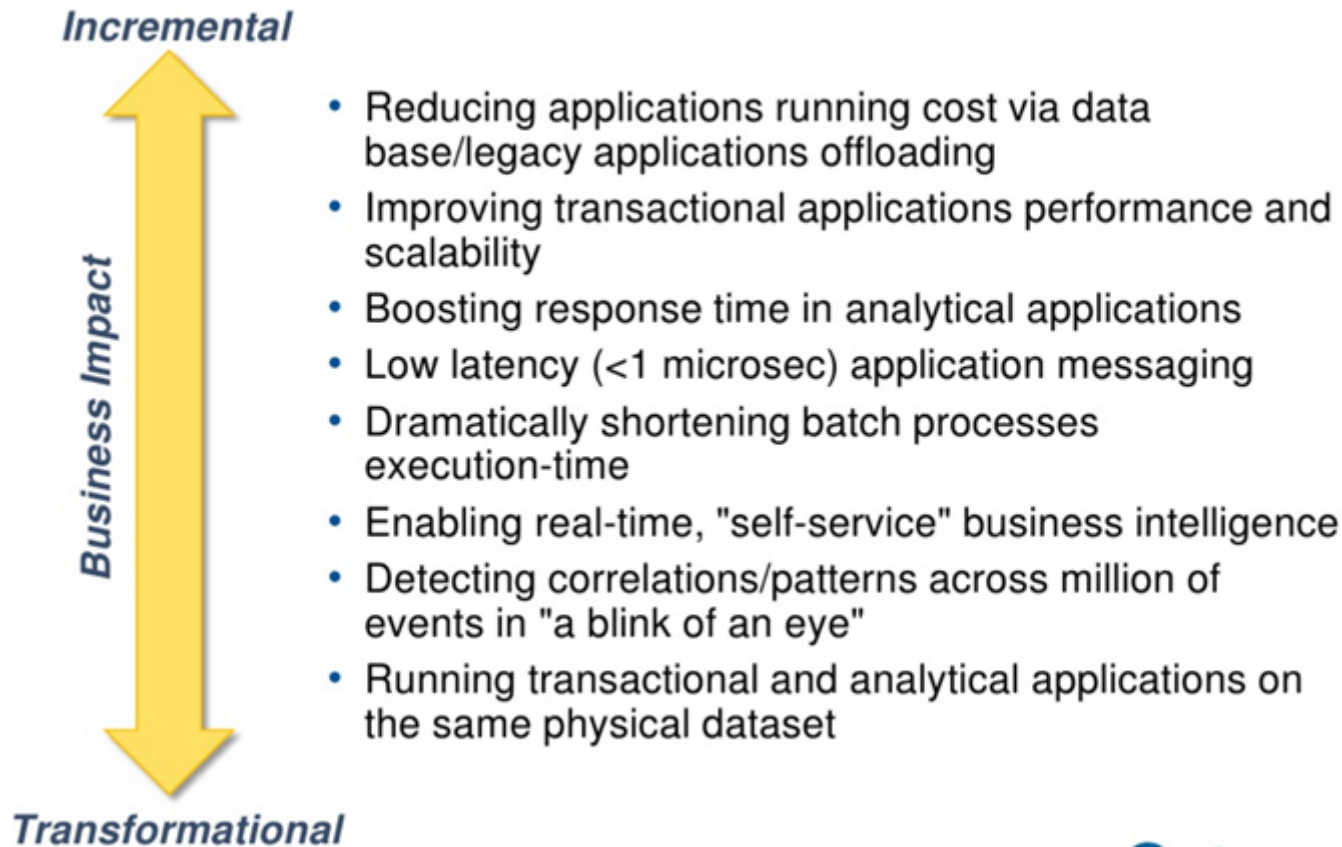 Incremental
Business Impact
• Reducing applications running cost via data
base/legacy applications offloading
• Improving transactional applications performance and
scalability
• Boosting response time in analytical applications
• Low latency (<1 microsec) application messaging
• Dramatically shortening batch processes
execution-time
• Enabling real-time, "self-service" business intelligence
• Detecting correlations/patterns across million of
events in "a blink of an eye"
• Running transactional and analytical applications on
the same physical dataset
Transformational